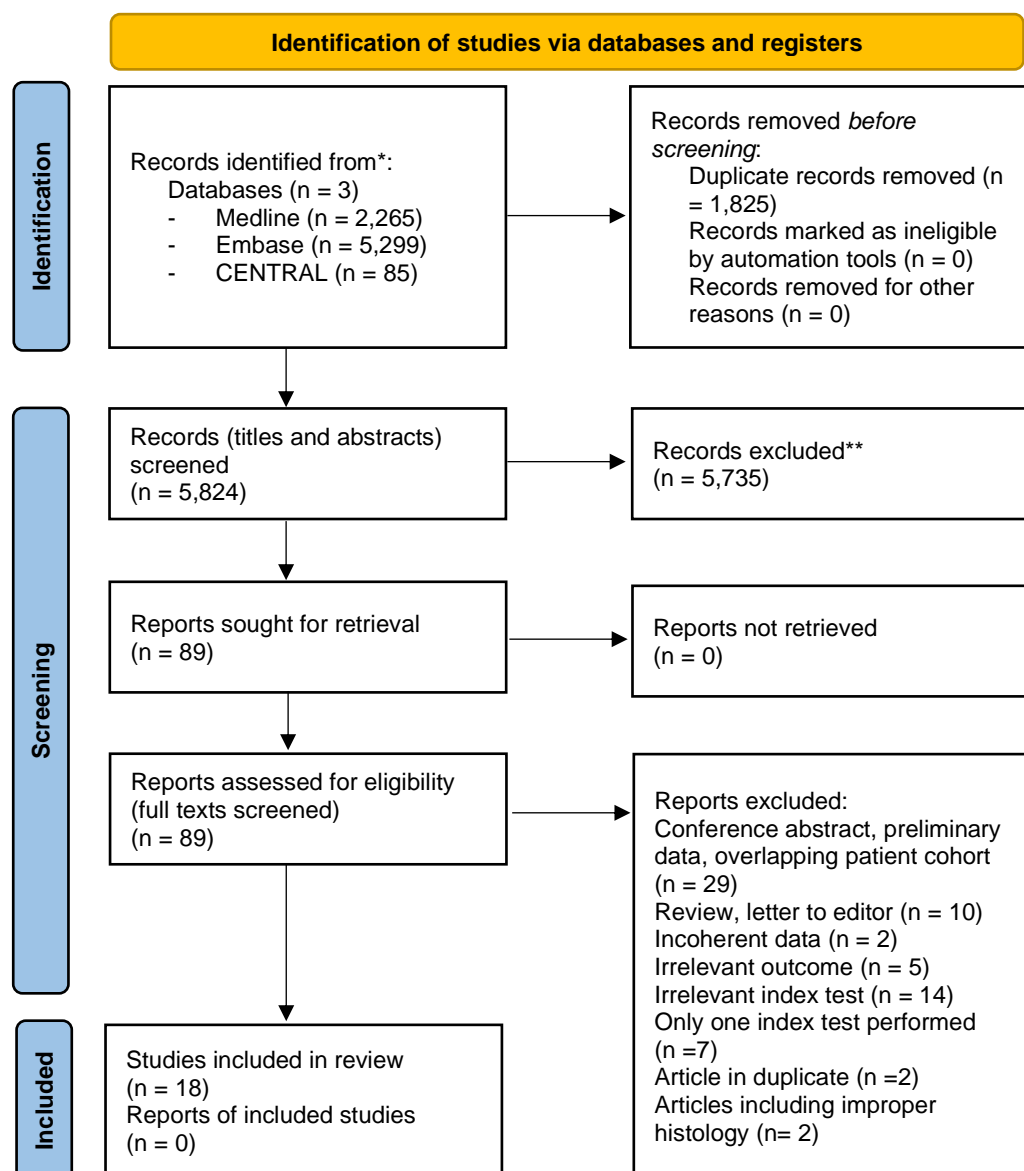 Identification of studies via databases and registers
Identification
Records identified from*:
Databases (n = 3)
- Medline (n = 2,265)
- Embase (n = 5,299)
- CENTRAL (n = 85)
Records removed before
screening:
Duplicate records removed (n
= 1,825)
Records marked as ineligible
by automation tools (n = 0)
Records removed for other
reasons (n = 0)
Screening
Records (titles and abstracts)
screened
(n = 5,824)
Records excluded**
(n = 5,735)
Reports sought for retrieval
(n = 89)
Reports not retrieved
(n = 0)
Reports assessed for eligibility
(full texts screened)
(n = 89)
Reports excluded:
Conference abstract, preliminary
data, overlapping patient cohort
(n = 29)
Review, letter to editor (n = 10)
Incoherent data (n = 2)
Irrelevant outcome (n = 5)
Irrelevant index test (n = 14)
Only one index test performed
(n =7)
Article in duplicate (n =2)
Articles including improper
histology (n= 2)
Included
Studies included in review
(n = 18)
Reports of included studies
(n = 0)